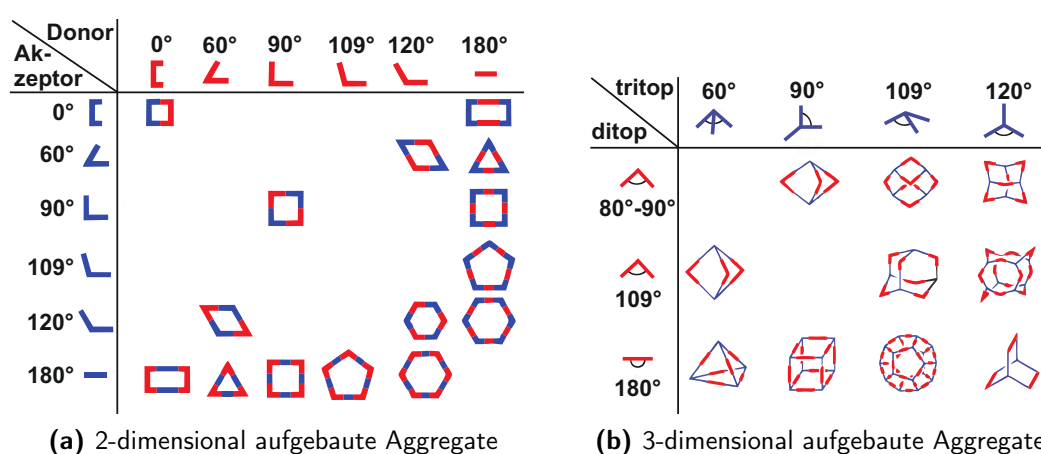 Donor
Ak-
zeptor
0° 60° 90° 109° 120° 180°
0°
60°
90°
109°
120°
180°
(a) 2-dimensional aufgebaute Aggregate
tritop
ditop
60° 90° 109° 120°
80°-90°
109°
180°
(b) 3-dimensional aufgebaute Aggregate